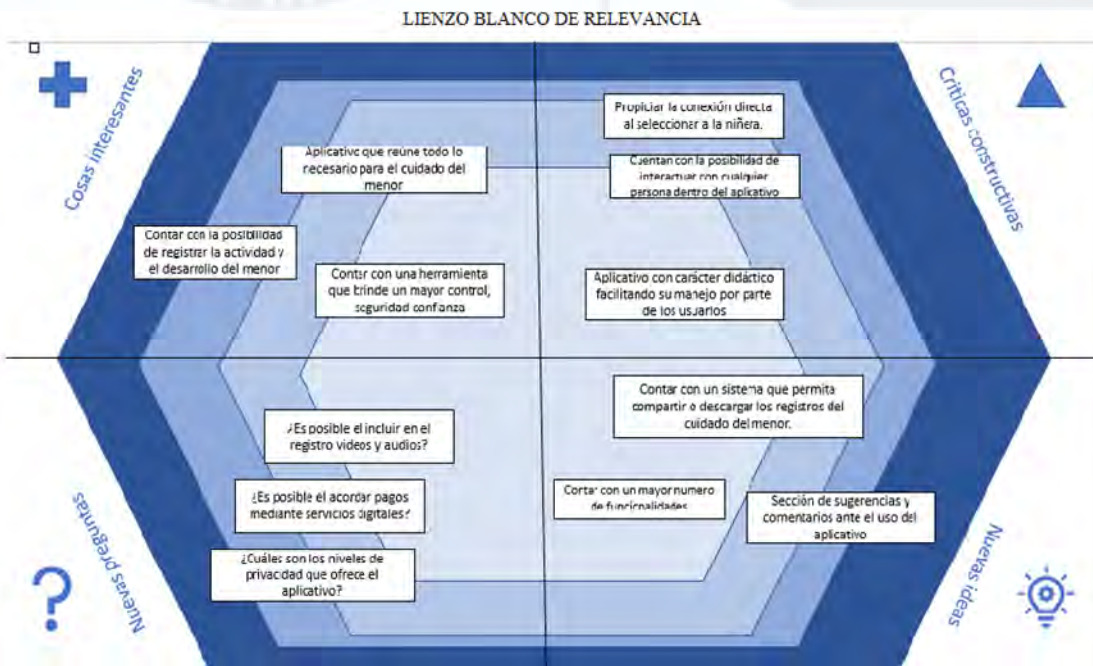 LIENZO BLANCO DE RELEVANCIA
Cosas interesantes
Aplicativo que reúne todo lo
necesario para el cuidado del
menor
Contar con la posibilidad
de registrar la actividad y
el desarrollo del menor
Contar con una herramienta
que brinde un mayor control,
seguridad confianza
Criticas constructivas
Propiciar la conexión directa
al seleccionar a la niñera.
Cuentan con la posibilidad de
interactuar con cualquier
persona dentro del aplicativo
Aplicativo con carácter didáctico
facilitando su manejo por parte
de los usuarios
Nuevas preguntas
¿Es posible el incluir en el
registro videos y audios?
¿Es posible el acordar pagos
mediante servicios digitales?
¿Cuáles son los niveles de
privacidad que ofrece el
aplicativo?
Nuevas ideas
Contar con un sistema que permita
compartir o descargar los registros del
cuidado del menor.
Contar con un mayor numero
de funcionalidades
Sección de sugerencias y
comentarios ante el uso del
aplicativo